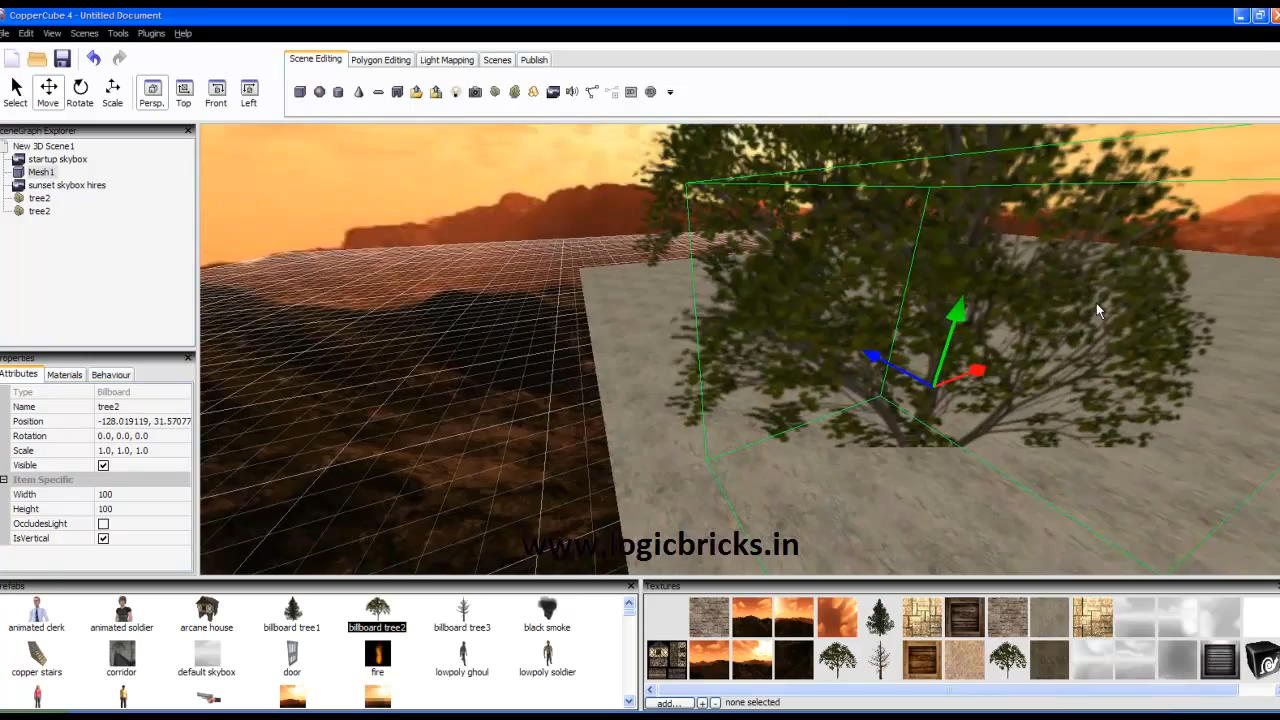 CopperCube 4 - Untitled Document
File Edit View Scenes Tools Plugins Help
Scene Editing Polygon Editing Light Mapping Scenes Publish
Select Move Rotate Scale Persp. Top Front Left
SceneGraph Explorer
New 3D Scene1
startup skybox
Mesh1
sunset skybox hires
tree2
tree2
Properties
Attributes Materials Behaviour
Type Billboard
Name tree2
Position -128.019119, 31.57077
Rotation 0.0, 0.0, 0.0
Scale 1.0, 1.0, 1.0
Visible
Item Specific
Width 100
Height 100
OccludesLight
IsVertical
www.logicbricks.in
Prefabs
animated clerk animated soldier arcane house billboard tree1 billboard tree2 billboard tree3 black smoke
copper stairs corridor default skybox door fire lowpoly ghoul lowpoly soldier
Textures
add... + - none selected